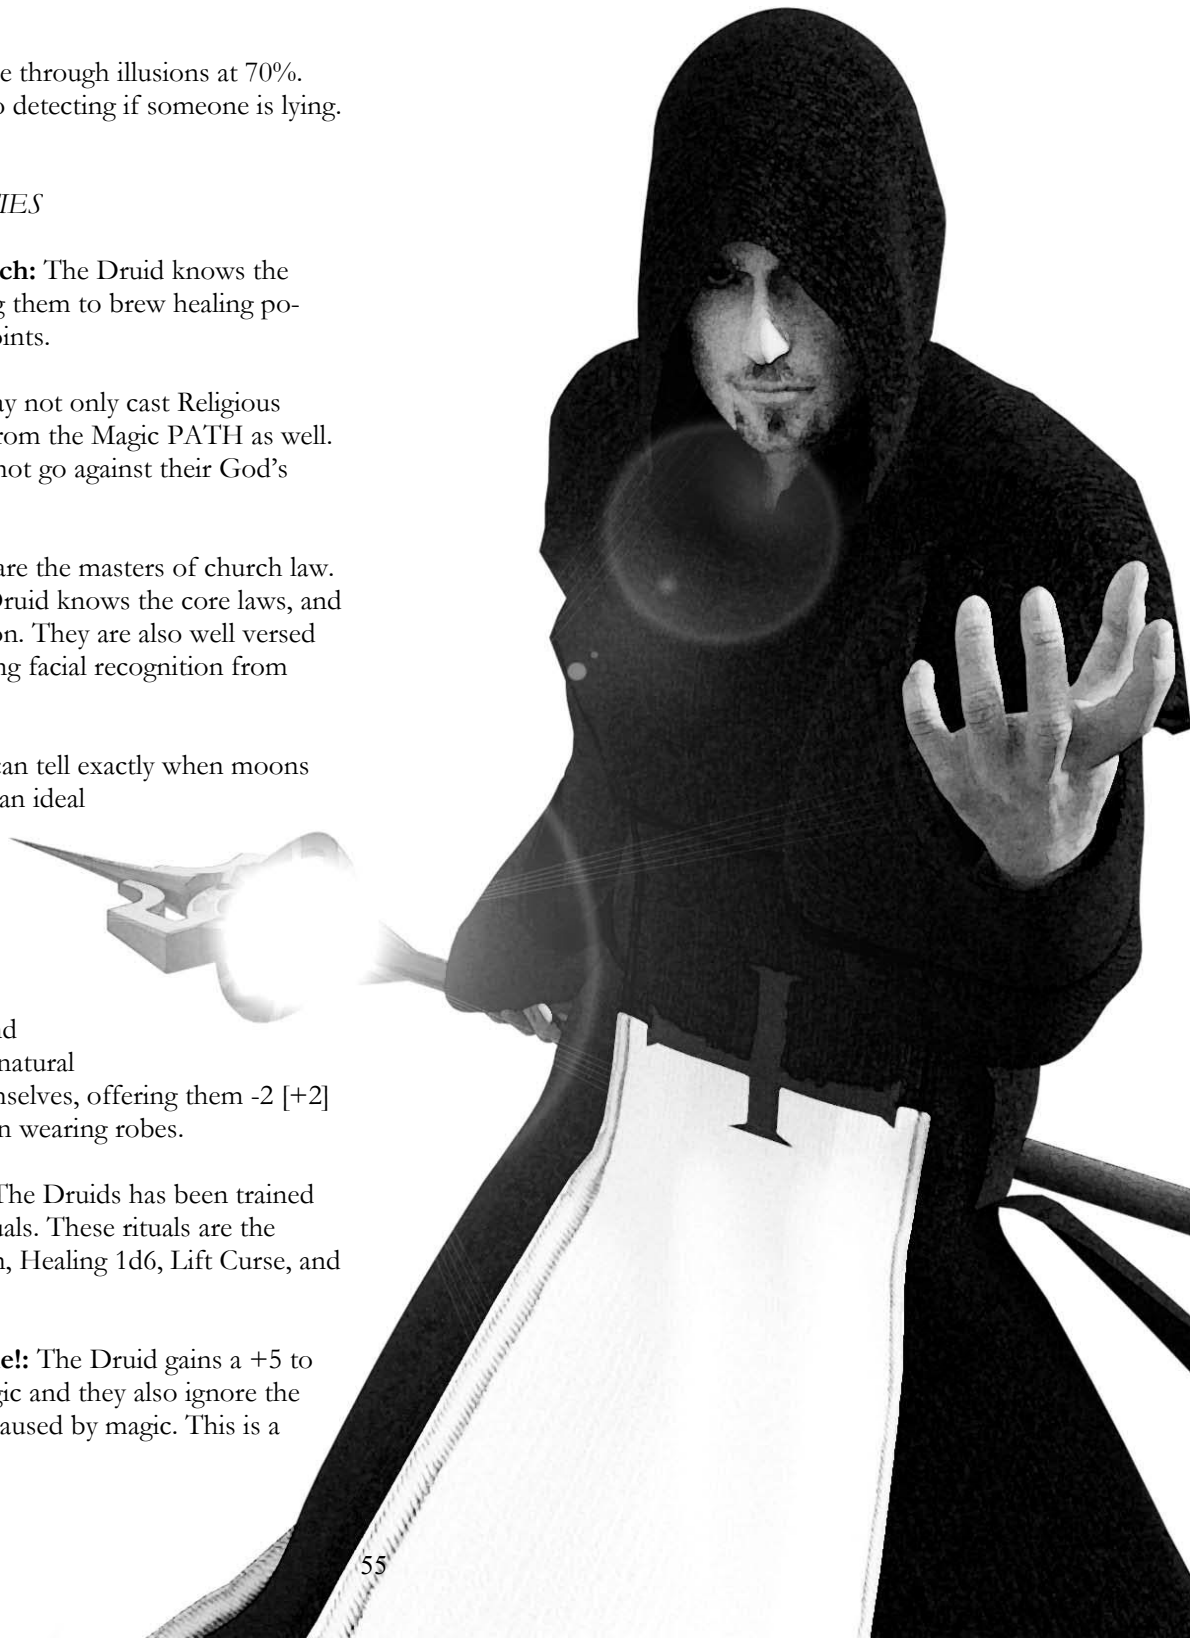 e through illusions at 70%.
o detecting if someone is lying.
TIES
ch: The Druid knows the
g them to brew healing po-
oints.
ay not only cast Religious
rom the Magic PATH as well.
not go against their God's
are the masters of church law.
Druid knows the core laws, and
on. They are also well versed
ng facial recognition from
can tell exactly when moons
an ideal
nd
natural
nselves, offering them -2 [+2]
n wearing robes.
The Druids has been trained
uals. These rituals are the
n, Healing 1d6, Lift Curse, and
e!: The Druid gains a +5 to
gic and they also ignore the
aused by magic. This is a
55